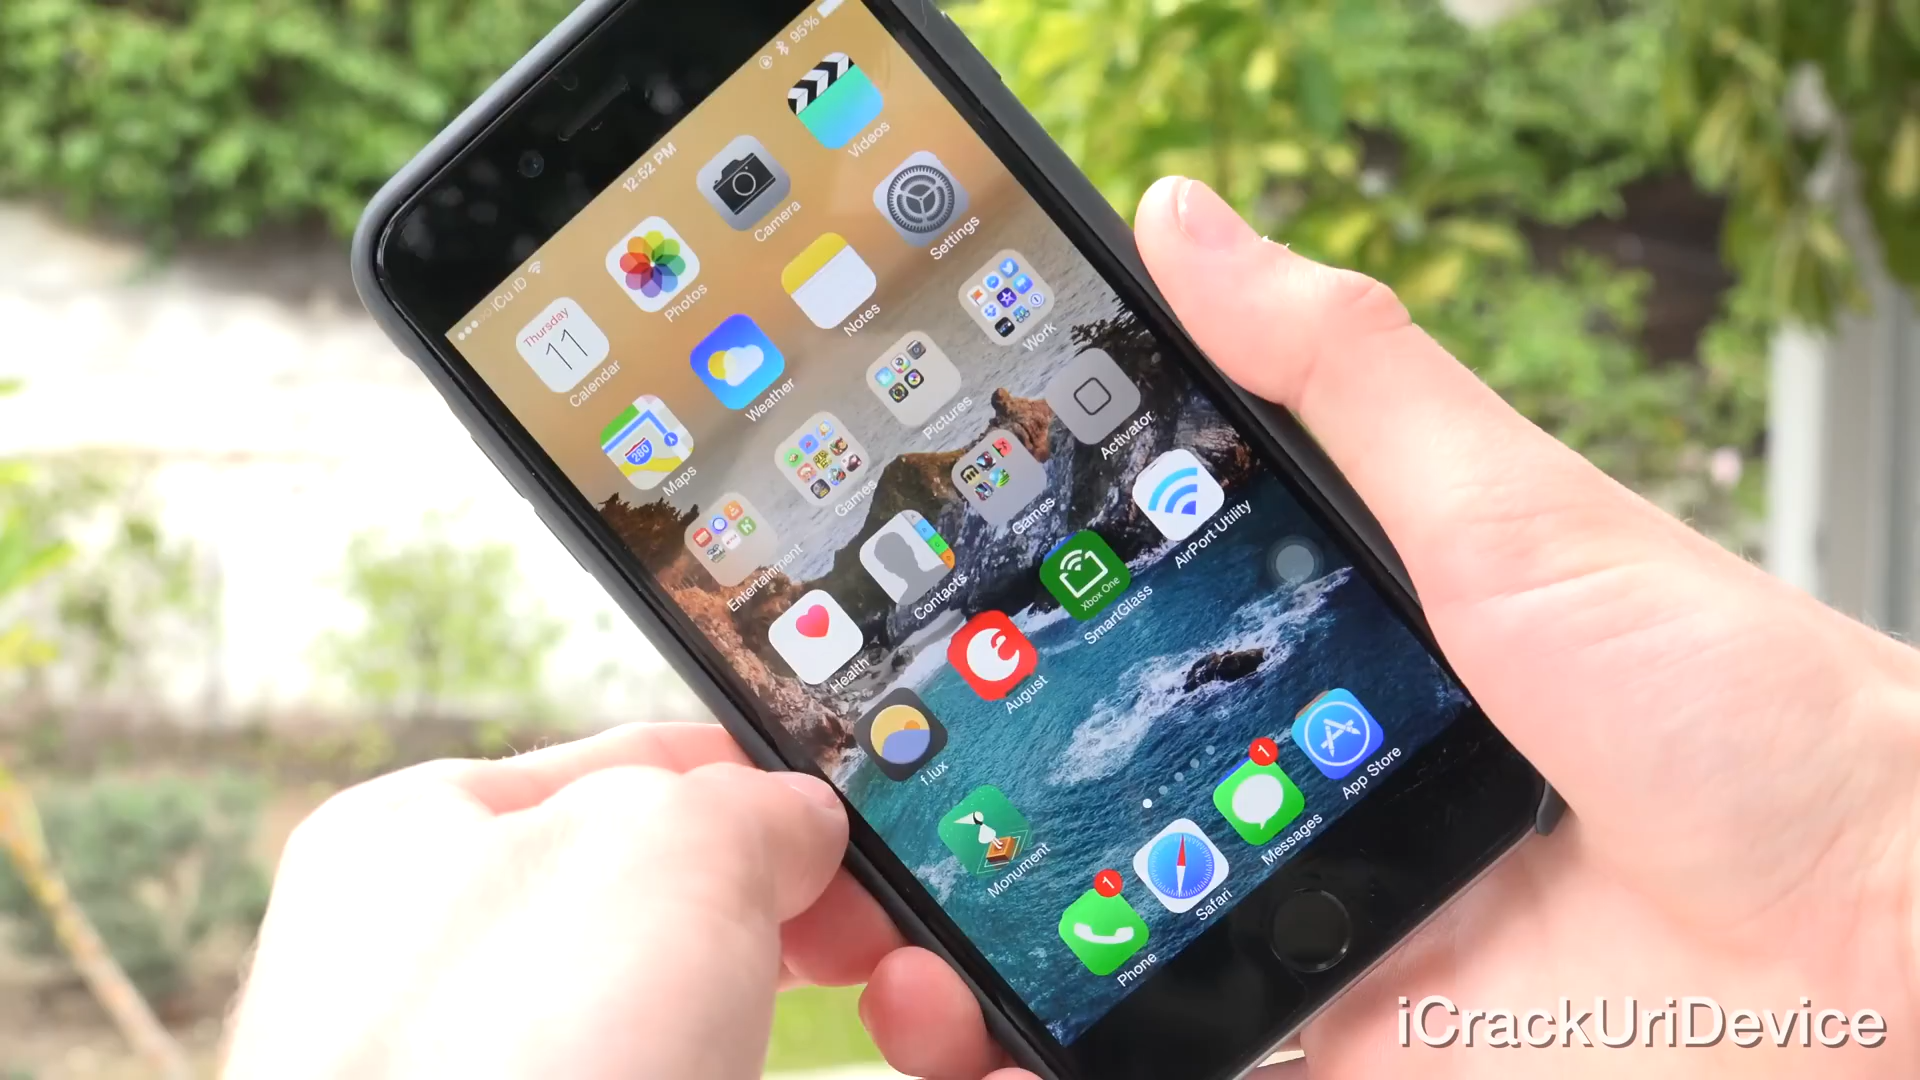 iCu iD
12:52 PM
95%
Thursday
11
Calendar
Photos
Camera
Videos
280
Maps
Weather
Notes
Settings
Entertainment
Games
Pictures
Work
Health
Contacts
Games
Activator
f.lux
August
Xbox One
SmartGlass
AirPort Utility
Monument
1
Phone
Safari
1
Messages
App Store
iCrackUriDevice